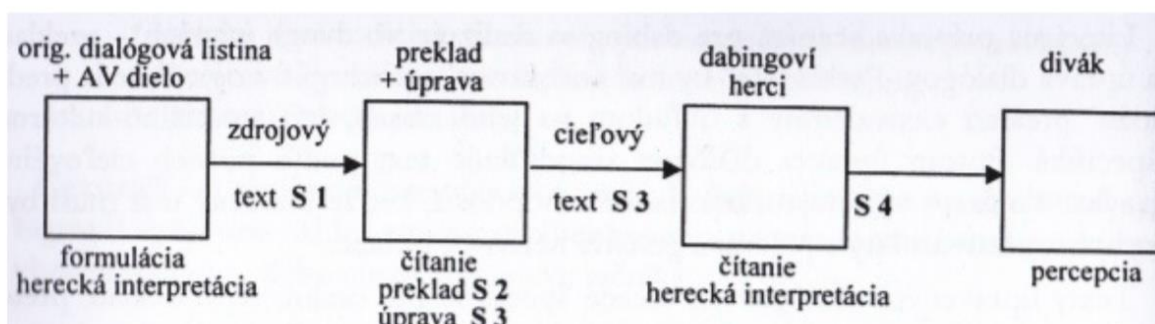 orig. dialógová listina
+ AV dielo
preklad
+ úprava
dabingoví
herci
divák
zdrojový
text S 1
cieľový
text S 3
S 4
formulácia
herecká interpretácia
čítanie
preklad S 2
úprava S 3
čítanie
herecká interpretácia
percepcia